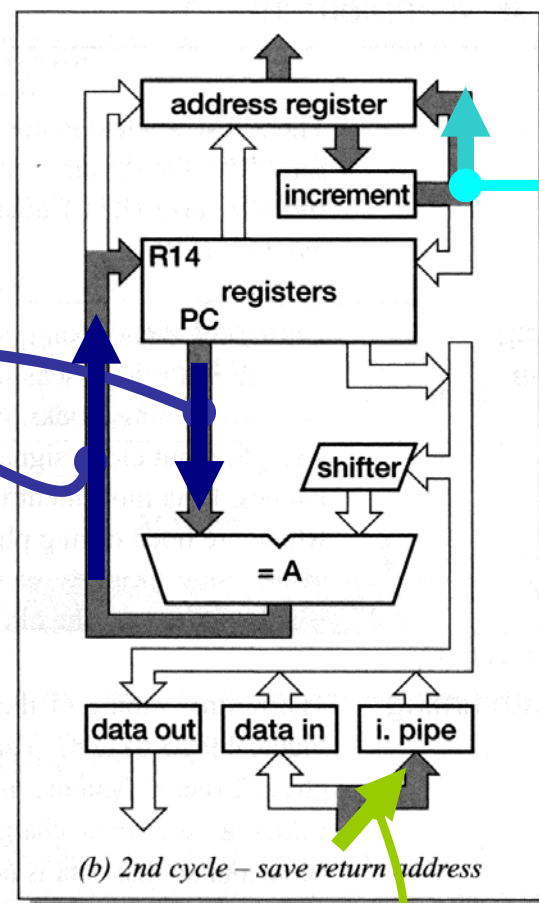 address register
increment
R14
registers
PC
shifter
= A
data out
data in
i. pipe
(b) 2nd cycle – save return address